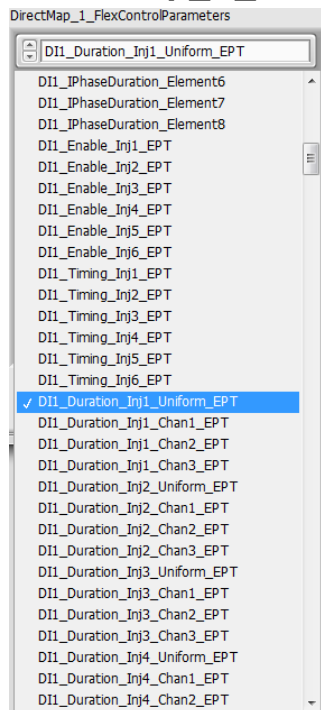 DirectMap_1_FlexControlParameters
DI1_Duration_Inj1_Uniform_EPT
DI1_IPhaseDuration_Element6
DI1_IPhaseDuration_Element7
DI1_IPhaseDuration_Element8
DI1_Enable_Inj1_EPT
DI1_Enable_Inj2_EPT
DI1_Enable_Inj3_EPT
DI1_Enable_Inj4_EPT
DI1_Enable_Inj5_EPT
DI1_Enable_Inj6_EPT
DI1_Timing_Inj1_EPT
DI1_Timing_Inj2_EPT
DI1_Timing_Inj3_EPT
DI1_Timing_Inj4_EPT
DI1_Timing_Inj5_EPT
DI1_Timing_Inj6_EPT
✓ DI1_Duration_Inj1_Uniform_EPT
DI1_Duration_Inj1_Chan1_EPT
DI1_Duration_Inj1_Chan2_EPT
DI1_Duration_Inj1_Chan3_EPT
DI1_Duration_Inj2_Uniform_EPT
DI1_Duration_Inj2_Chan1_EPT
DI1_Duration_Inj2_Chan2_EPT
DI1_Duration_Inj2_Chan3_EPT
DI1_Duration_Inj3_Uniform_EPT
DI1_Duration_Inj3_Chan1_EPT
DI1_Duration_Inj3_Chan2_EPT
DI1_Duration_Inj3_Chan3_EPT
DI1_Duration_Inj4_Uniform_EPT
DI1_Duration_Inj4_Chan1_EPT
DI1_Duration_Inj4_Chan2_EPT